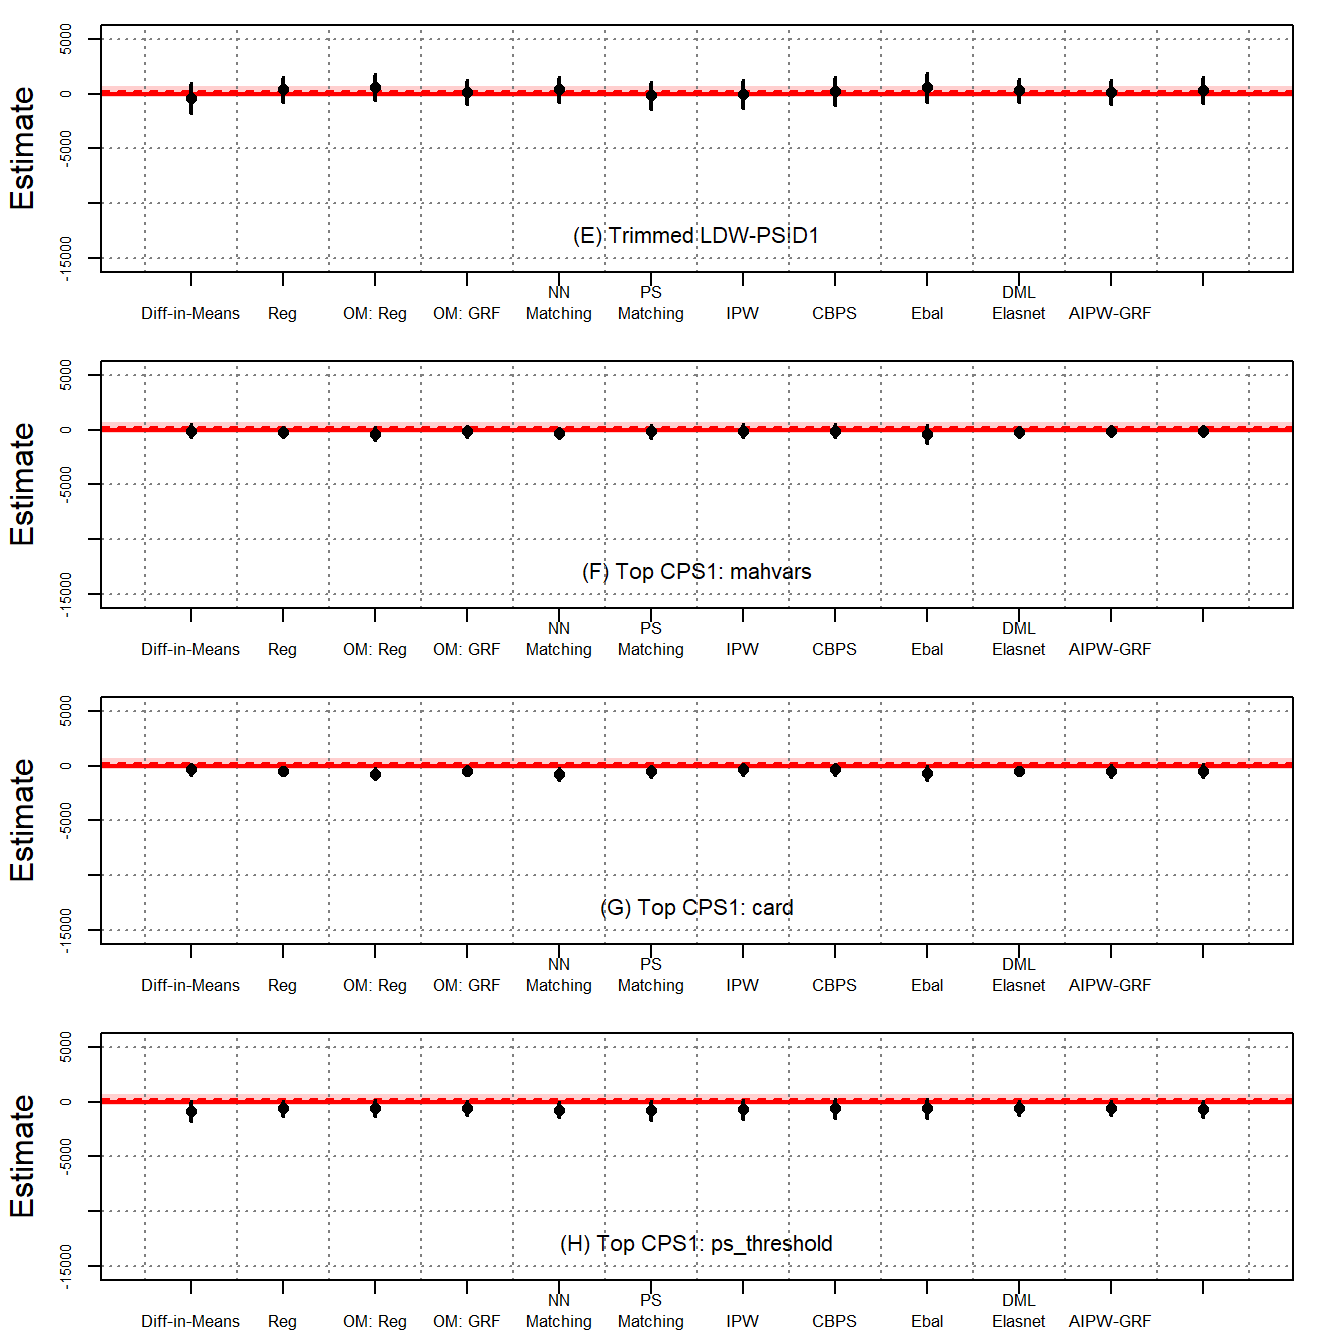 Estimate
5000
0
-5000
-15000
(E) Trimmed LDW-PSID1
Diff-in-Means Reg OM: Reg OM: GRF NN Matching PS Matching IPW CBPS Ebal DML Elasnet AIPW-GRF
Estimate
5000
0
-5000
-15000
(F) Top CPS1: mahvars
Diff-in-Means Reg OM: Reg OM: GRF NN Matching PS Matching IPW CBPS Ebal DML Elasnet AIPW-GRF
Estimate
5000
0
-5000
-15000
(G) Top CPS1: card
Diff-in-Means Reg OM: Reg OM: GRF NN Matching PS Matching IPW CBPS Ebal DML Elasnet AIPW-GRF
Estimate
5000
0
-5000
-15000
(H) Top CPS1: ps_threshold
Diff-in-Means Reg OM: Reg OM: GRF NN Matching PS Matching IPW CBPS Ebal DML Elasnet AIPW-GRF